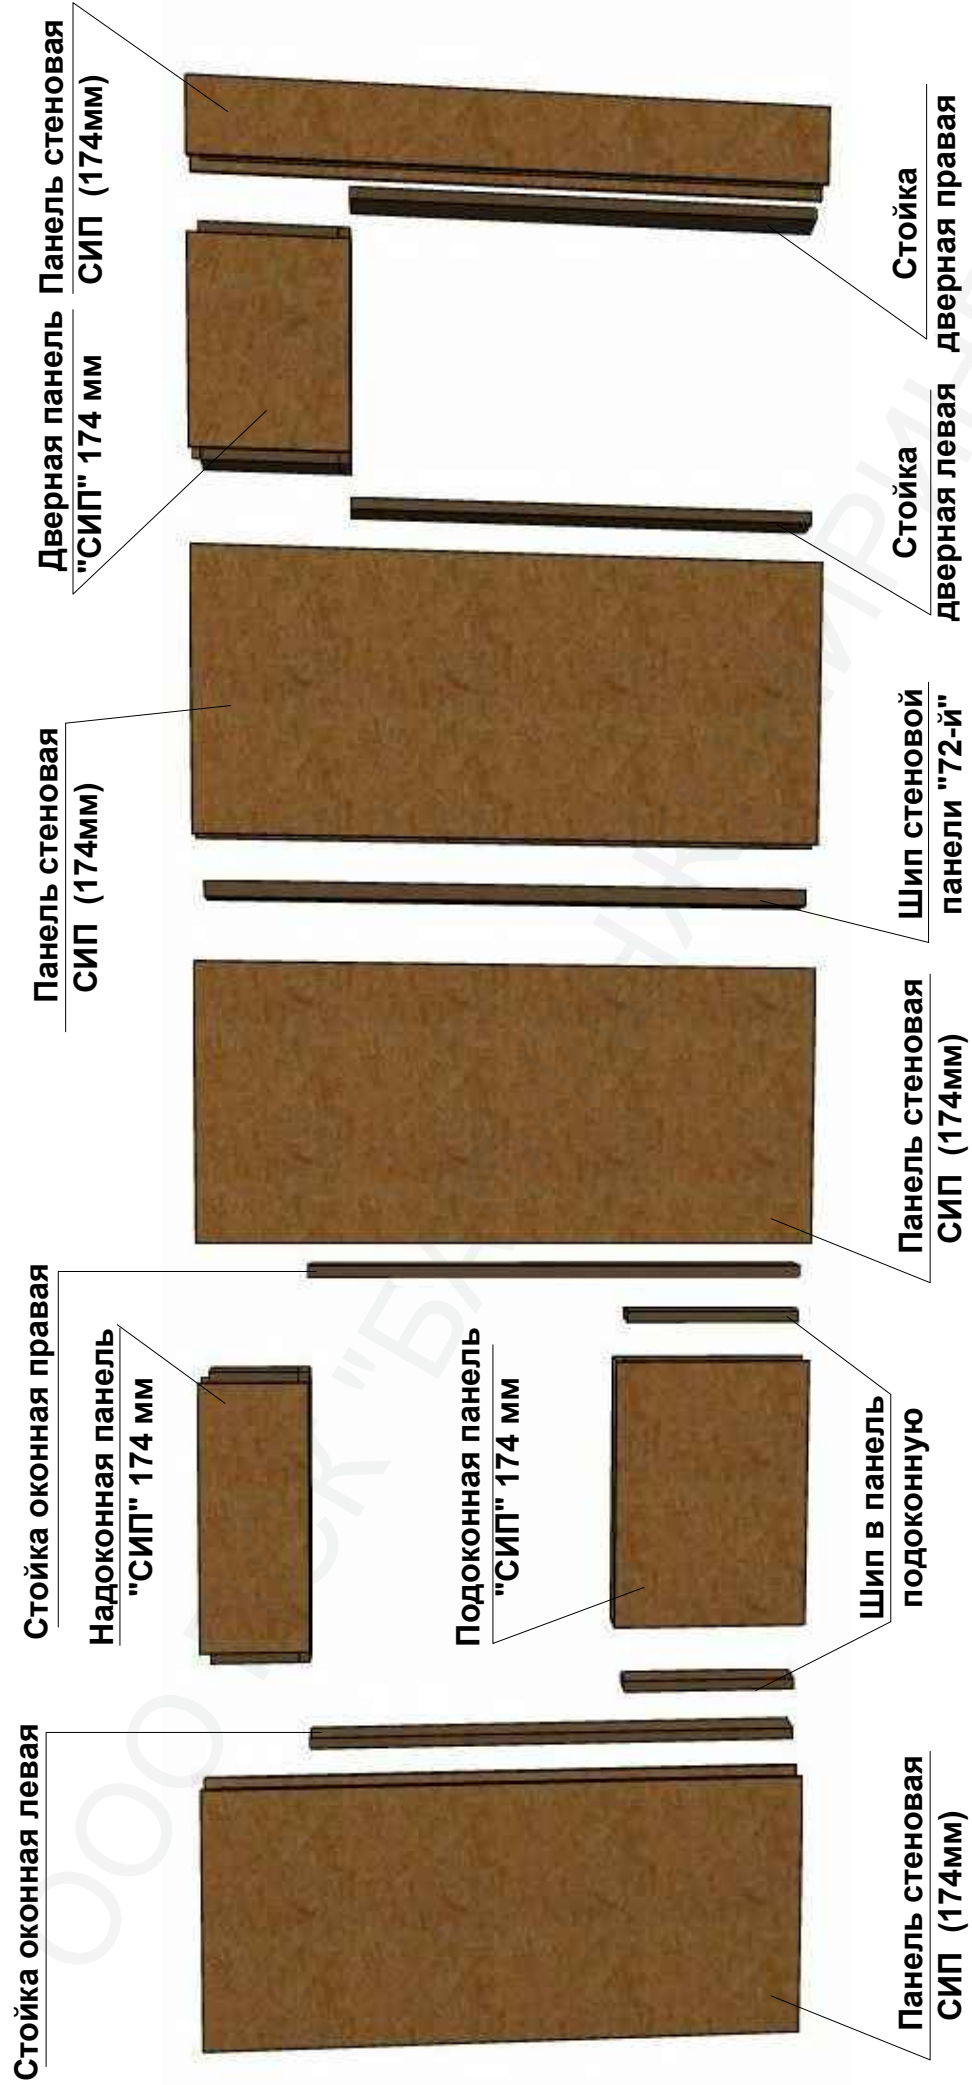 Стойка оконная левая
Стойка оконная правая
Надоконная панель
"СИП" 174 мм
Панель стеновая
СИП (174мм)
Дверная панель
"СИП" 174 мм
Панель стеновая
СИП (174мм)
Подоконная панель
"СИП" 174 мм
Панель стеновая
СИП (174мм)
Шип в панель
подоконную
Панель стеновая
СИП (174мм)
Шип стеновой
панели "72-й"
Стойка
дверная левая
Стойка
дверная правая